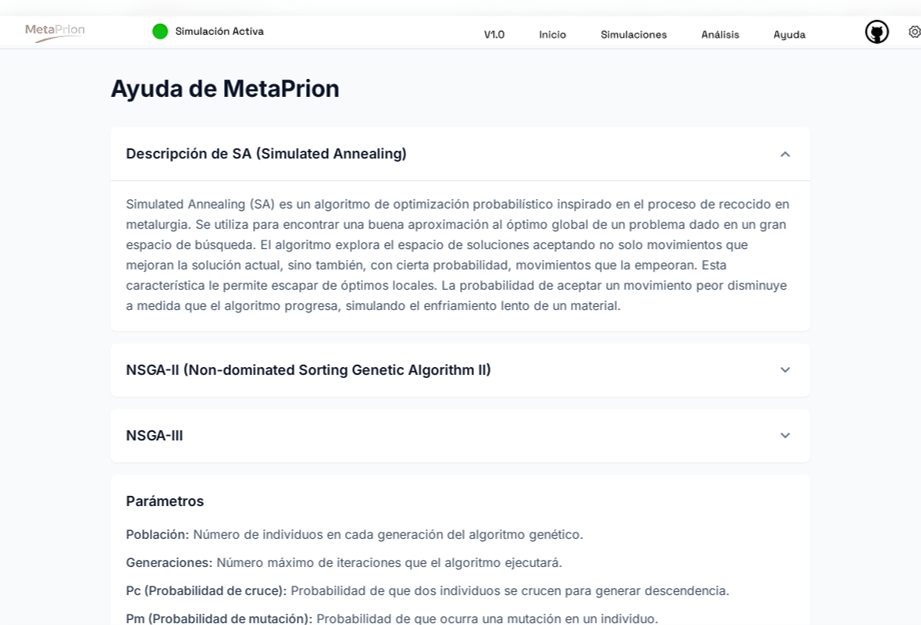 MetaPrion
Simulación Activa
V1.0
Inicio
Simulaciones
Análisis
Ayuda
Ayuda de MetaPrion
Descripción de SA (Simulated Annealing)
Simulated Annealing (SA) es un algoritmo de optimización probabilístico inspirado en el proceso de recocido en
metalurgia. Se utiliza para encontrar una buena aproximación al óptimo global de un problema dado en un gran
espacio de búsqueda. El algoritmo explora el espacio de soluciones aceptando no solo movimientos que
mejoran la solución actual, sino también, con cierta probabilidad, movimientos que la empeoran. Esta
característica le permite escapar de óptimos locales. La probabilidad de aceptar un movimiento peor disminuye
a medida que el algoritmo progresa, simulando el enfriamiento lento de un material.
NSGA-II (Non-dominated Sorting Genetic Algorithm II)
NSGA-III
Parámetros
Población: Número de individuos en cada generación del algoritmo genético.
Generaciones: Número máximo de iteraciones que el algoritmo ejecutará.
Pc (Probabilidad de cruce): Probabilidad de que dos individuos se crucen para generar descendencia.
Pm (Probabilidad de mutación): Probabilidad de que ocurra una mutación en un individuo.